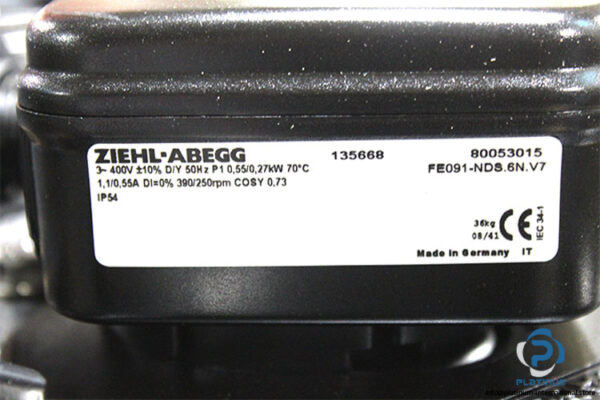 ZIEHL-ABEGG 135668 80053015
3~ 400V ±10% D/Y 50Hz P1 0,55/0,27kW 70°C FE091-NDS.6N.V7
1,1/0,55A DI=0% 390/250rpm COSY 0,73
IP54
36kg
08/41 CE IEC 34-1
Made in Germany IT
PLATINUM